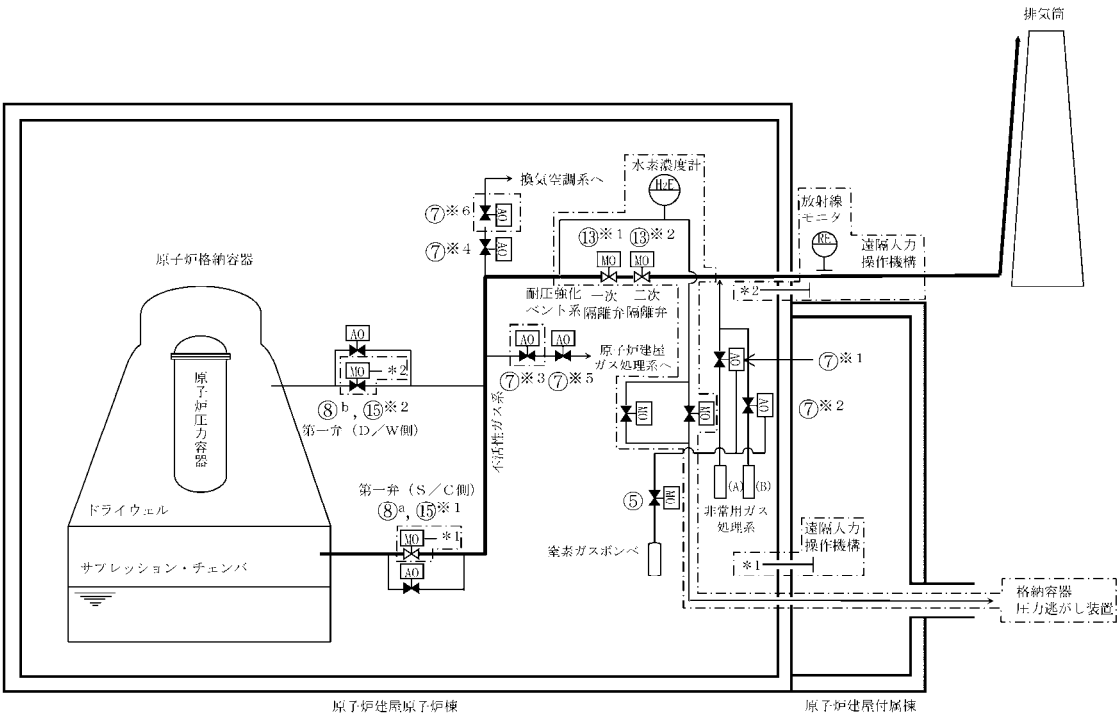 排気筒
水素濃度計
H₂E
換気空調系へ
⑦※6
AO
⑦※4
AO
放射線
モニタ
RE
遠隔人力
操作機構
⑬※1
⑬※2
MO
MO
耐圧強化
ベント系
一次
隔離弁
二次
隔離弁
*2
原子炉格納容器
原子炉圧力容器
AO
MO
*2
⑧b, ⑮※2
第一弁（D／W側）
不活性ガス系
AO
AO
⑦※3
⑦※5
原子炉建屋
ガス処理系へ
AO
⑦※1
AO
⑦※2
MO
MO
第一弁（S／C側）
⑧a, ⑮※1
MO
*1
AO
ドライウェル
サプレッション・チェンバ
⑤
MO
(A)
(B)
非常用ガス
処理系
窒素ガスボンベ
遠隔人力
操作機構
*1
格納容器
圧力逃がし装置
原子炉建屋原子炉棟
原子炉建屋付属棟